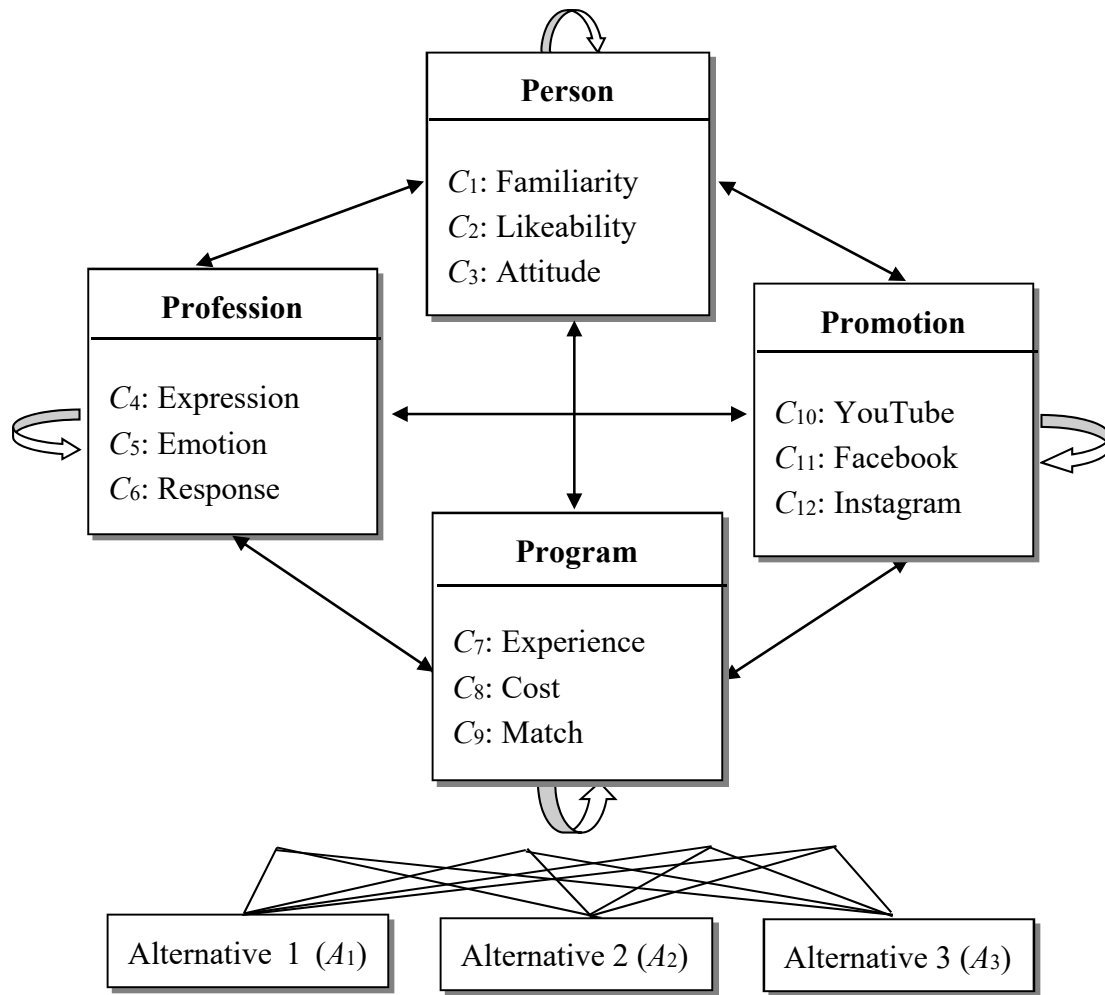 Person
C1: Familiarity
C2: Likeability
C3: Attitude
Profession
C4: Expression
C5: Emotion
C6: Response
Promotion
C10: YouTube
C11: Facebook
C12: Instagram
Program
C7: Experience
C8: Cost
C9: Match
Alternative 1 (A1)
Alternative 2 (A2)
Alternative 3 (A3)